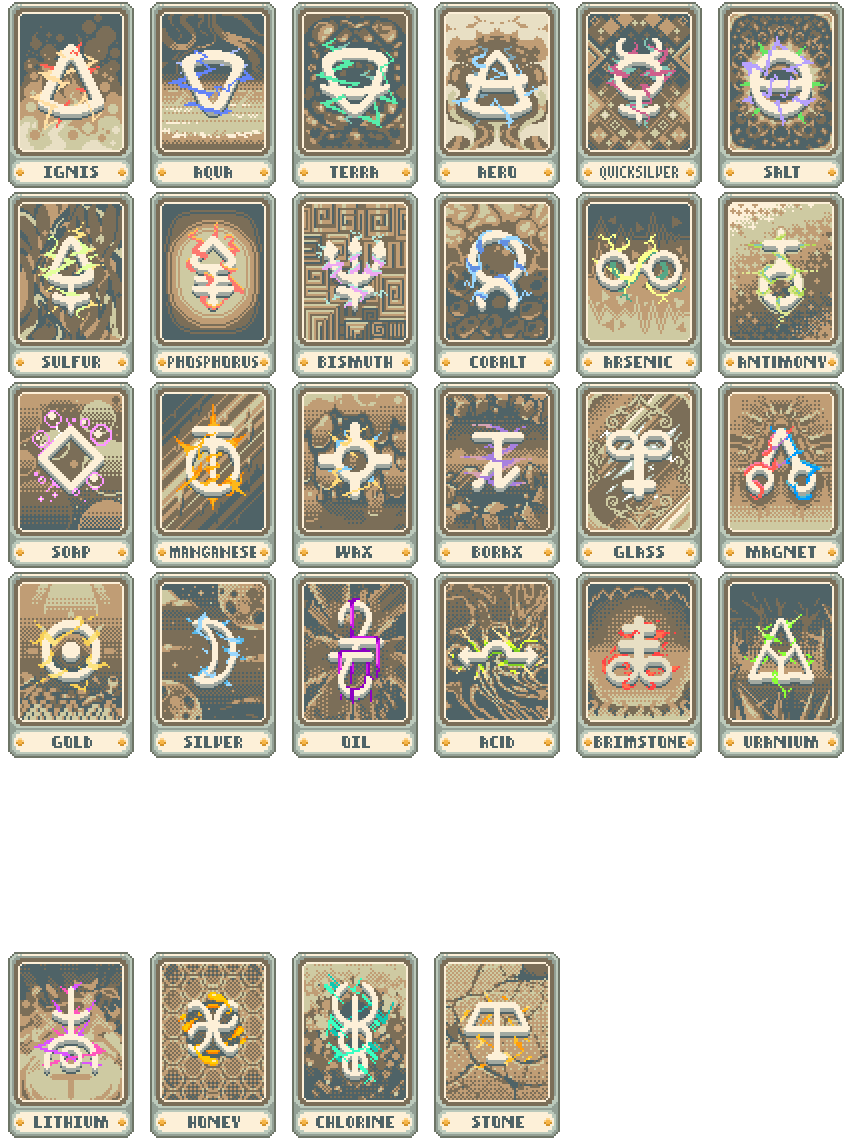 IGNIS
AQUA
TERRA
AERO
QUICKSILVER
SALT
SULFUR
PHOSPHORUS
BISMUTH
COBALT
ARSENIC
ANTIMONY
SOAP
MANGANESE
WAX
BORAX
GLASS
MAGNET
GOLD
SILVER
OIL
ACID
BRIMSTONE
URANIUM
LITHIUM
HONEY
CHLORINE
STONE